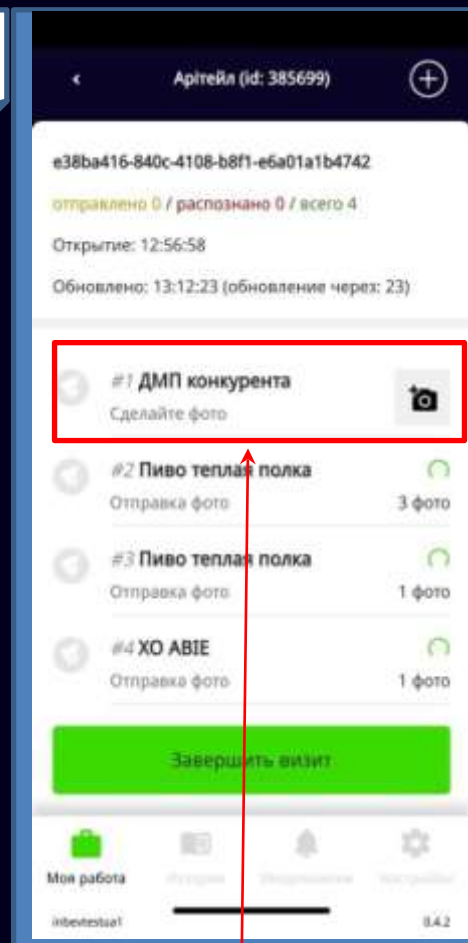 Арітейл (id: 385699)
e38ba416-840c-4108-b8f1-e6a01a1b4742
отправлено 0 / распознано 0 / всего 4
Открытие: 12:56:58
Обновлено: 13:12:23 (обновление через: 23)
#1 ДМП конкурента
Сделайте фото
#2 Пиво теплая полка
Отправка фото
3 фото
#3 Пиво теплая полка
Отправка фото
1 фото
#4 ХО ABIE
Отправка фото
1 фото
Завершить визит
Моя работа
История
Настройки
inbevtestua1
0.4.2